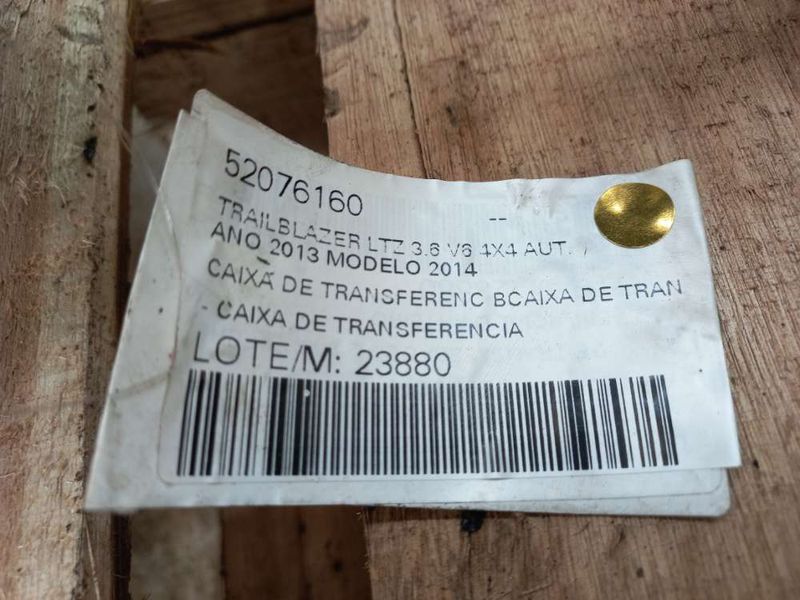 52076160
--
TRAILBLAZER LTZ 3.6 V6 4X4 AUT. /
ANO 2013 MODELO 2014
CAIXA DE TRANSFERENC BCAIXA DE TRAN
- CAIXA DE TRANSFERENCIA
LOTE/M: 23880